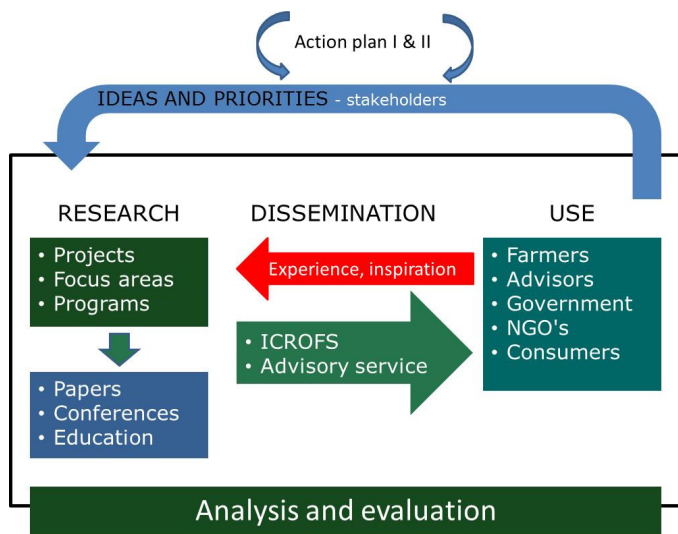 Action plan I & II
IDEAS AND PRIORITIES - stakeholders
RESEARCH
• Projects
• Focus areas
• Programs
• Papers
• Conferences
• Education
DISSEMINATION
Experience, inspiration
• ICROFS
• Advisory service
USE
• Farmers
• Advisors
• Government
• NGO's
• Consumers
Analysis and evaluation